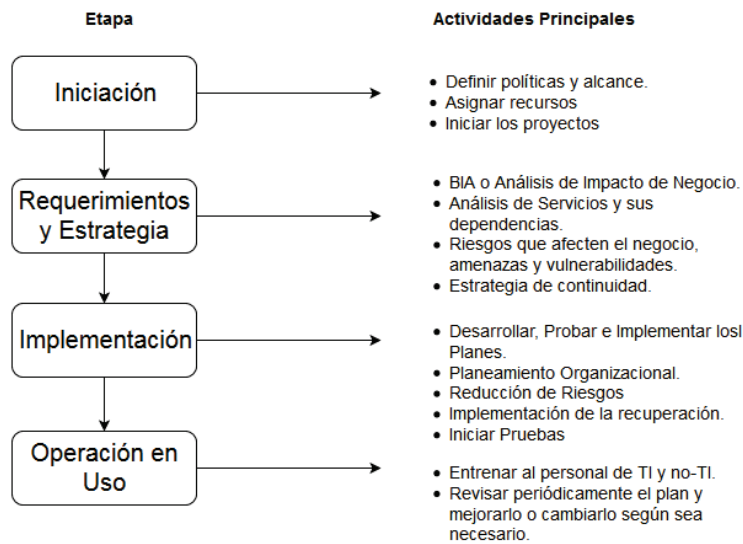 Etapa
Actividades Principales
Iniciación
• Definir políticas y alcance.
• Asignar recursos
• Iniciar los proyectos
Requerimientos
y Estrategia
• BIA o Análisis de Impacto de Negocio.
• Análisis de Servicios y sus
dependencias.
• Riesgos que afecten el negocio,
amenazas y vulnerabilidades.
• Estrategia de continuidad.
Implementación
• Desarrollar, Probar e Implementar losl
Planes.
• Planeamiento Organizacional.
• Reducción de Riesgos
• Implementación de la recuperación.
• Iniciar Pruebas
Operación en
Uso
• Entrenar al personal de TI y no-TI.
• Revisar periódicamente el plan y
mejorarlo o cambiarlo según sea
necesario.